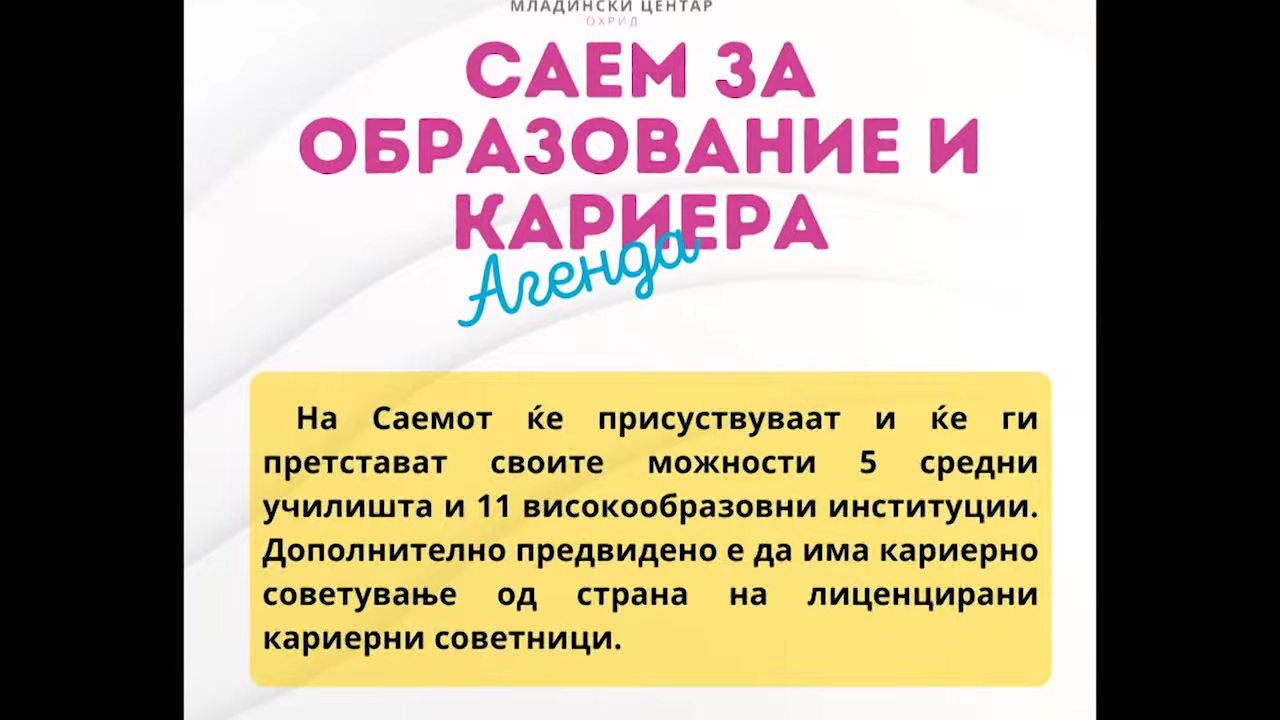 МЛАДИНСКИ ЦЕНТАР
ОХРИД
САЕМ ЗА
ОБРАЗОВАНИЕ И
КАРИЕРА
Агенда
На Саемот ќе присуствуваат и ќе ги
претстават своите можности 5 средни
училишта и 11 високообразовни институции.
Дополнително предвидено е да има кариерно
советување од страна на лиценцирани
кариерни советници.